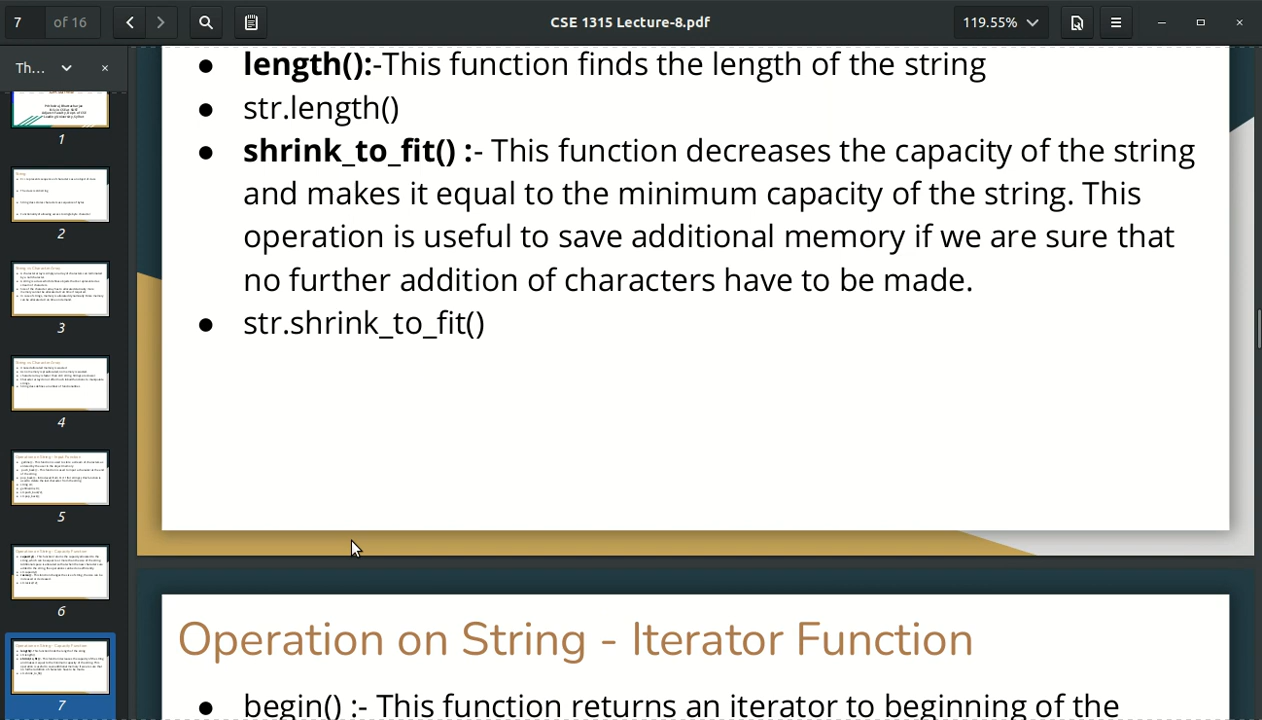 7 of 16
CSE 1315 Lecture-8.pdf
119.55%
Th...
1
2
3
4
5
6
7
● length():-This function finds the length of the string
● str.length()
● shrink_to_fit() :- This function decreases the capacity of the string
and makes it equal to the minimum capacity of the string. This
operation is useful to save additional memory if we are sure that
no further addition of characters have to be made.
● str.shrink_to_fit()
Operation on String - Iterator Function
● begin() :- This function returns an iterator to beginning of the